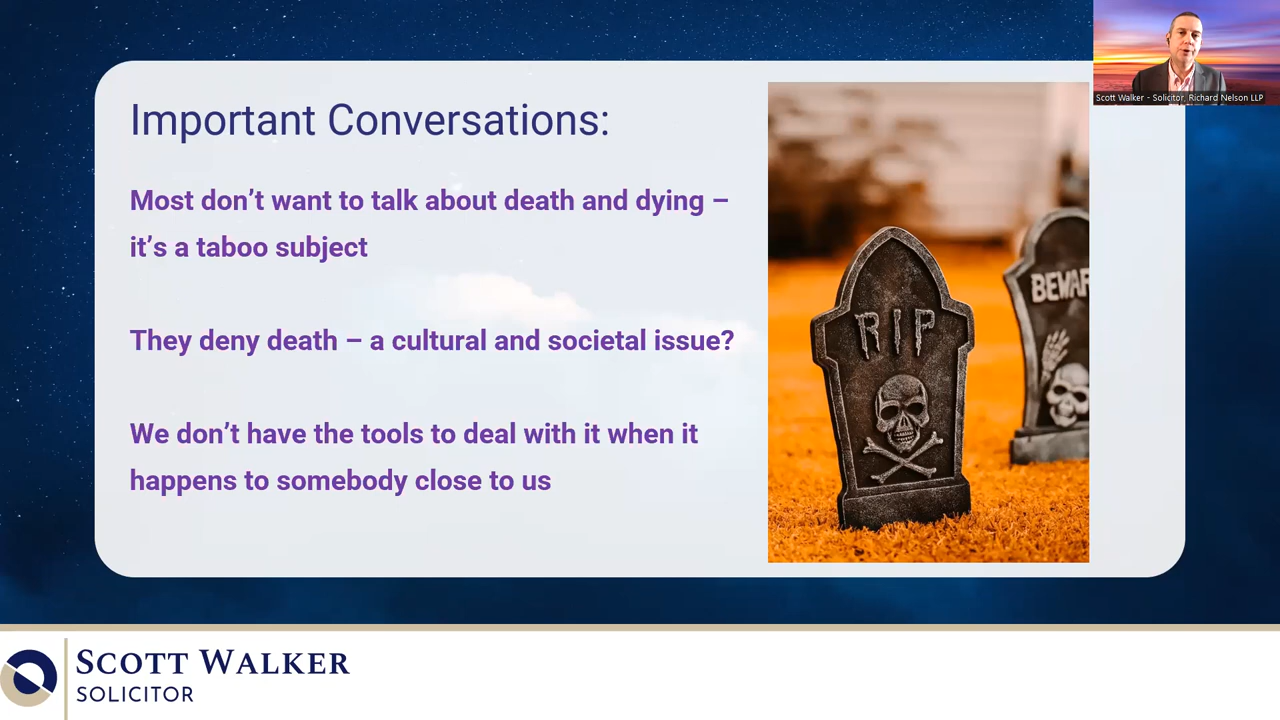 Important Conversations:
Most don’t want to talk about death and dying –
it’s a taboo subject
They deny death – a cultural and societal issue?
We don’t have the tools to deal with it when it
happens to somebody close to us
RIP
Scott Walker - Solicitor, Richard Nelson LLP
SCOTT WALKER
SOLICITOR